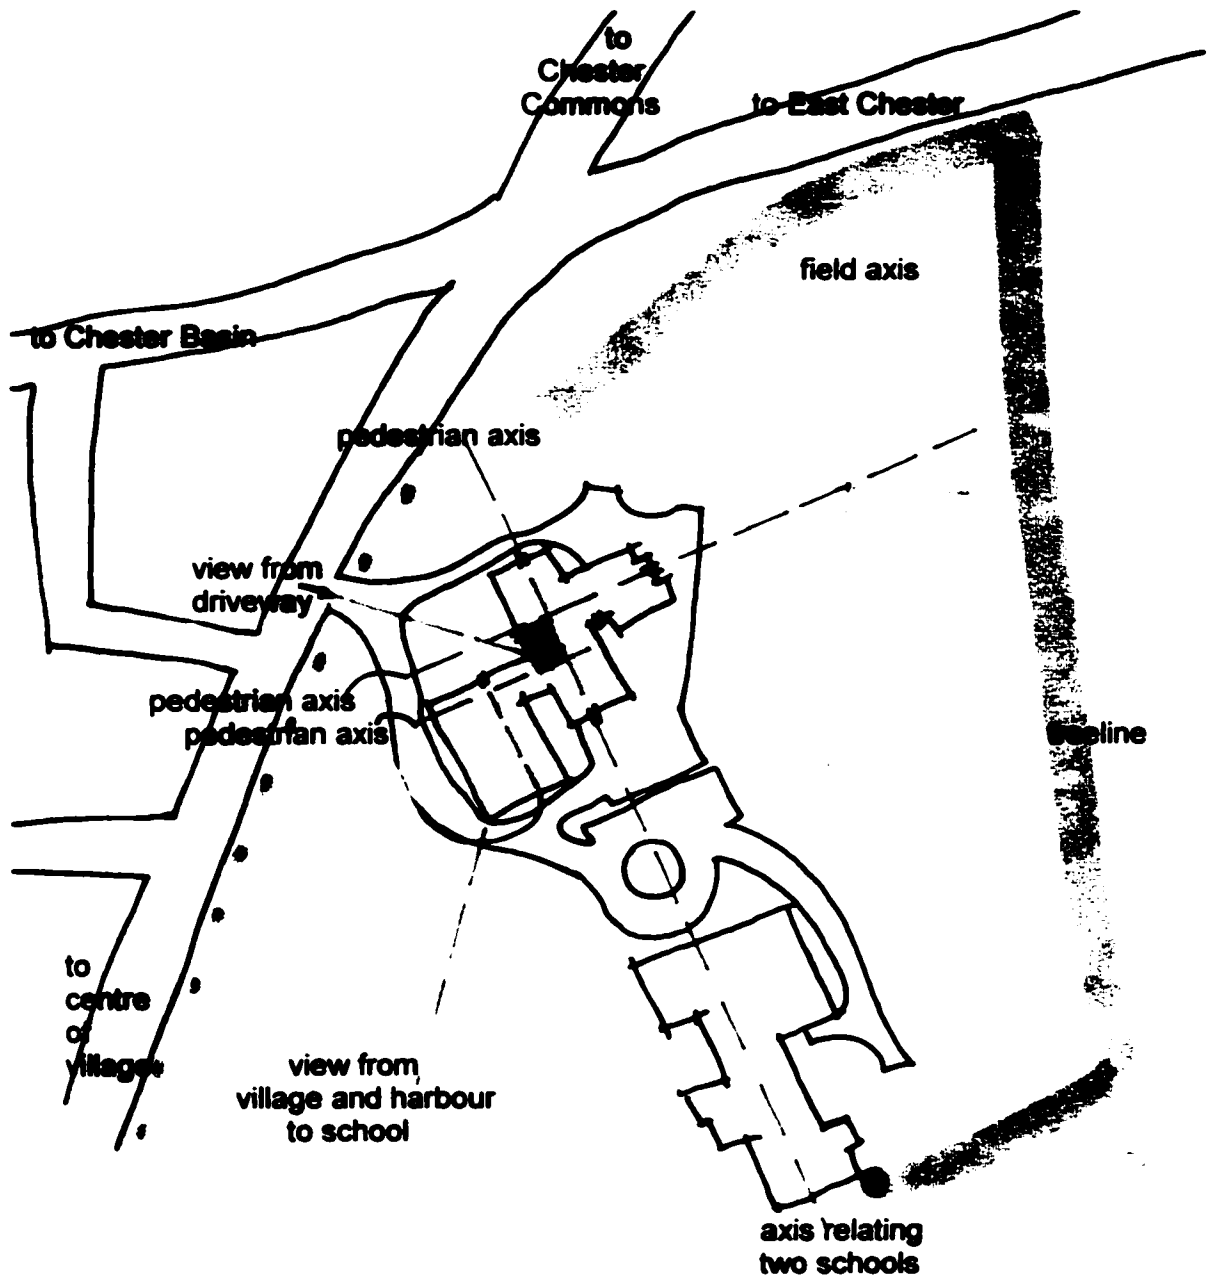 to
Chester
Commons
to East Chester
field axis
to Chester Basin
pedestrian axis
view from
driveway
pedestrian axis
pedestrian axis
treeline
to
centre
of
village
view from
village and harbour
to school
axis relating
two schools